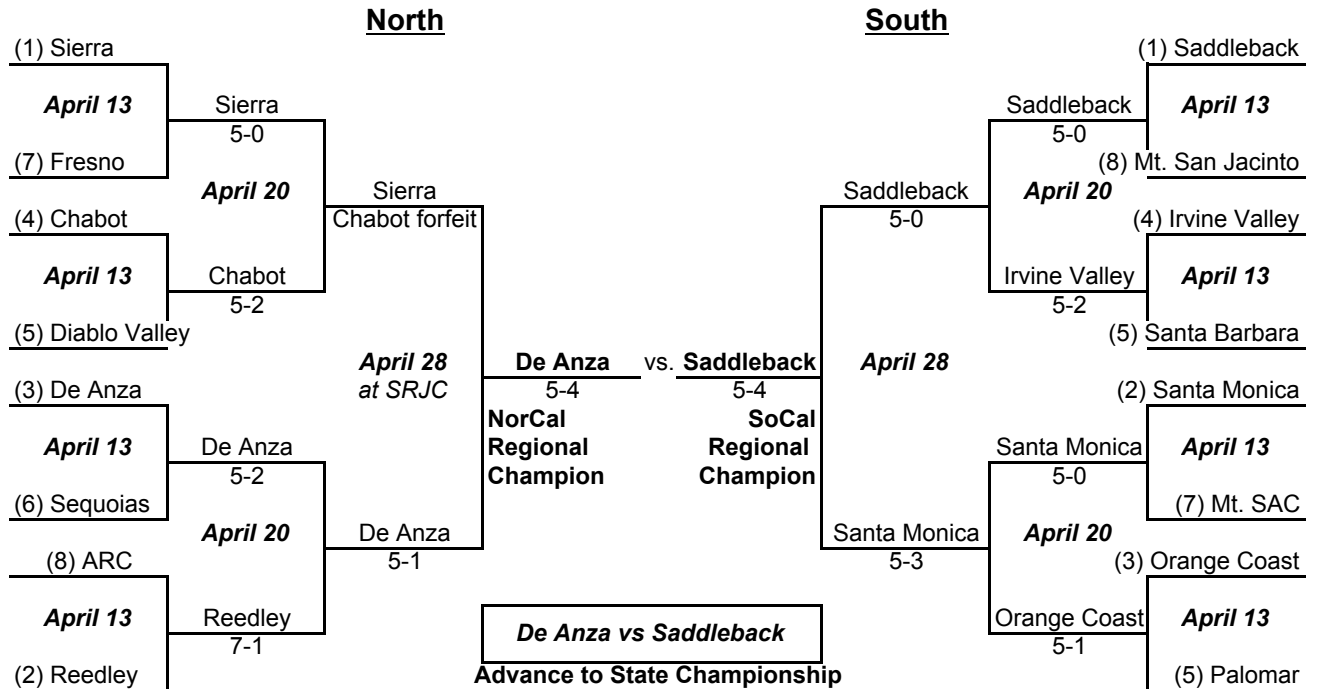 North
South
(1) Sierra
(1) Saddleback
April 13
Sierra
Saddleback
April 13
5-0
5-0
(7) Fresno
(8) Mt. San Jacinto
April 20
Sierra
Saddleback
April 20
(4) Chabot
Chabot forfeit
5-0
(4) Irvine Valley
April 13
Chabot
Irvine Valley
April 13
5-2
5-2
(5) Diablo Valley
(5) Santa Barbara
April 28
De Anza
vs.
Saddleback
April 28
at SRJC
5-4
5-4
(3) De Anza
(2) Santa Monica
NorCal
Regional
Champion
SoCal
Regional
Champion
April 13
De Anza
Santa Monica
April 13
5-2
5-0
(6) Sequoias
(7) Mt. SAC
April 20
De Anza
Santa Monica
April 20
(8) ARC
5-1
5-3
(3) Orange Coast
April 13
Reedley
De Anza vs Saddleback
Orange Coast
April 13
7-1
5-1
(2) Reedley
Advance to State Championship
(5) Palomar